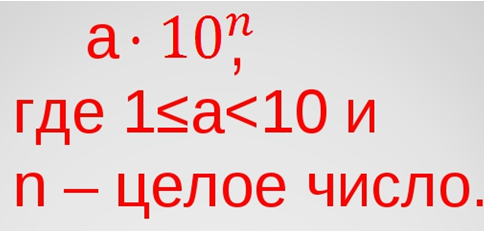 а · 10ⁿ,
где 1≤а<10 и
n – целое число.